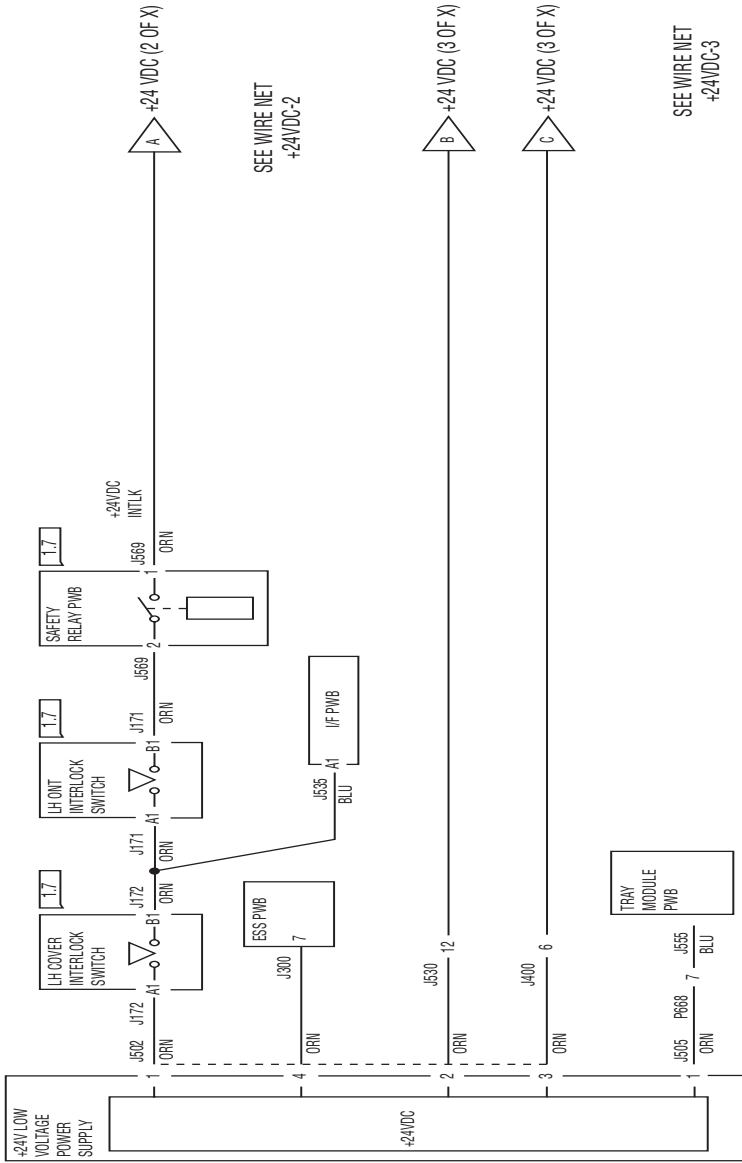 +24V LOW
VOLTAGE
POWER
SUPPLY
+24VDC
1
J502
ORN
J172
A1
LH COVER
INTERLOCK
SWITCH
1.7
B1
J172
ORN
J171
ORN
A1
LH ONT
INTERLOCK
SWITCH
1.7
B1
J171
ORN
J569
2
SAFETY
RELAY PWB
1.7
1
J569
ORN
+24VDC
INTLK
A
+24 VDC (2 OF X)
SEE WIRE NET
+24VDC-2
J535
BLU
A1
I/F PWB
4
ORN
J300
7
ESS PWB
2
ORN
J530
12
B
+24 VDC (3 OF X)
3
ORN
J400
6
C
+24 VDC (3 OF X)
1
J505
ORN
P668
7
J555
BLU
TRAY
MODULE
PWB
SEE WIRE NET
+24VDC-3